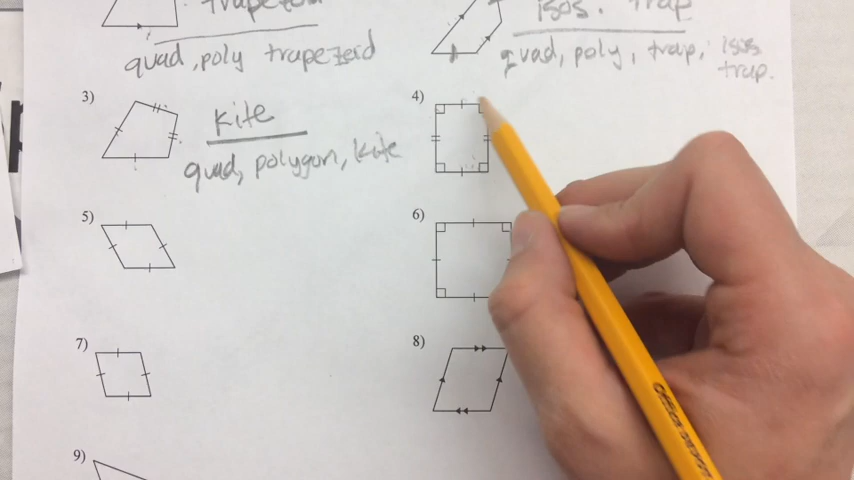 trapezoid
isos. trap
quad, poly trapezoid
quad, poly, trap, isos
trap.
3)
kite
quad, polygon, kite
4)
5)
6)
7)
8)
9)